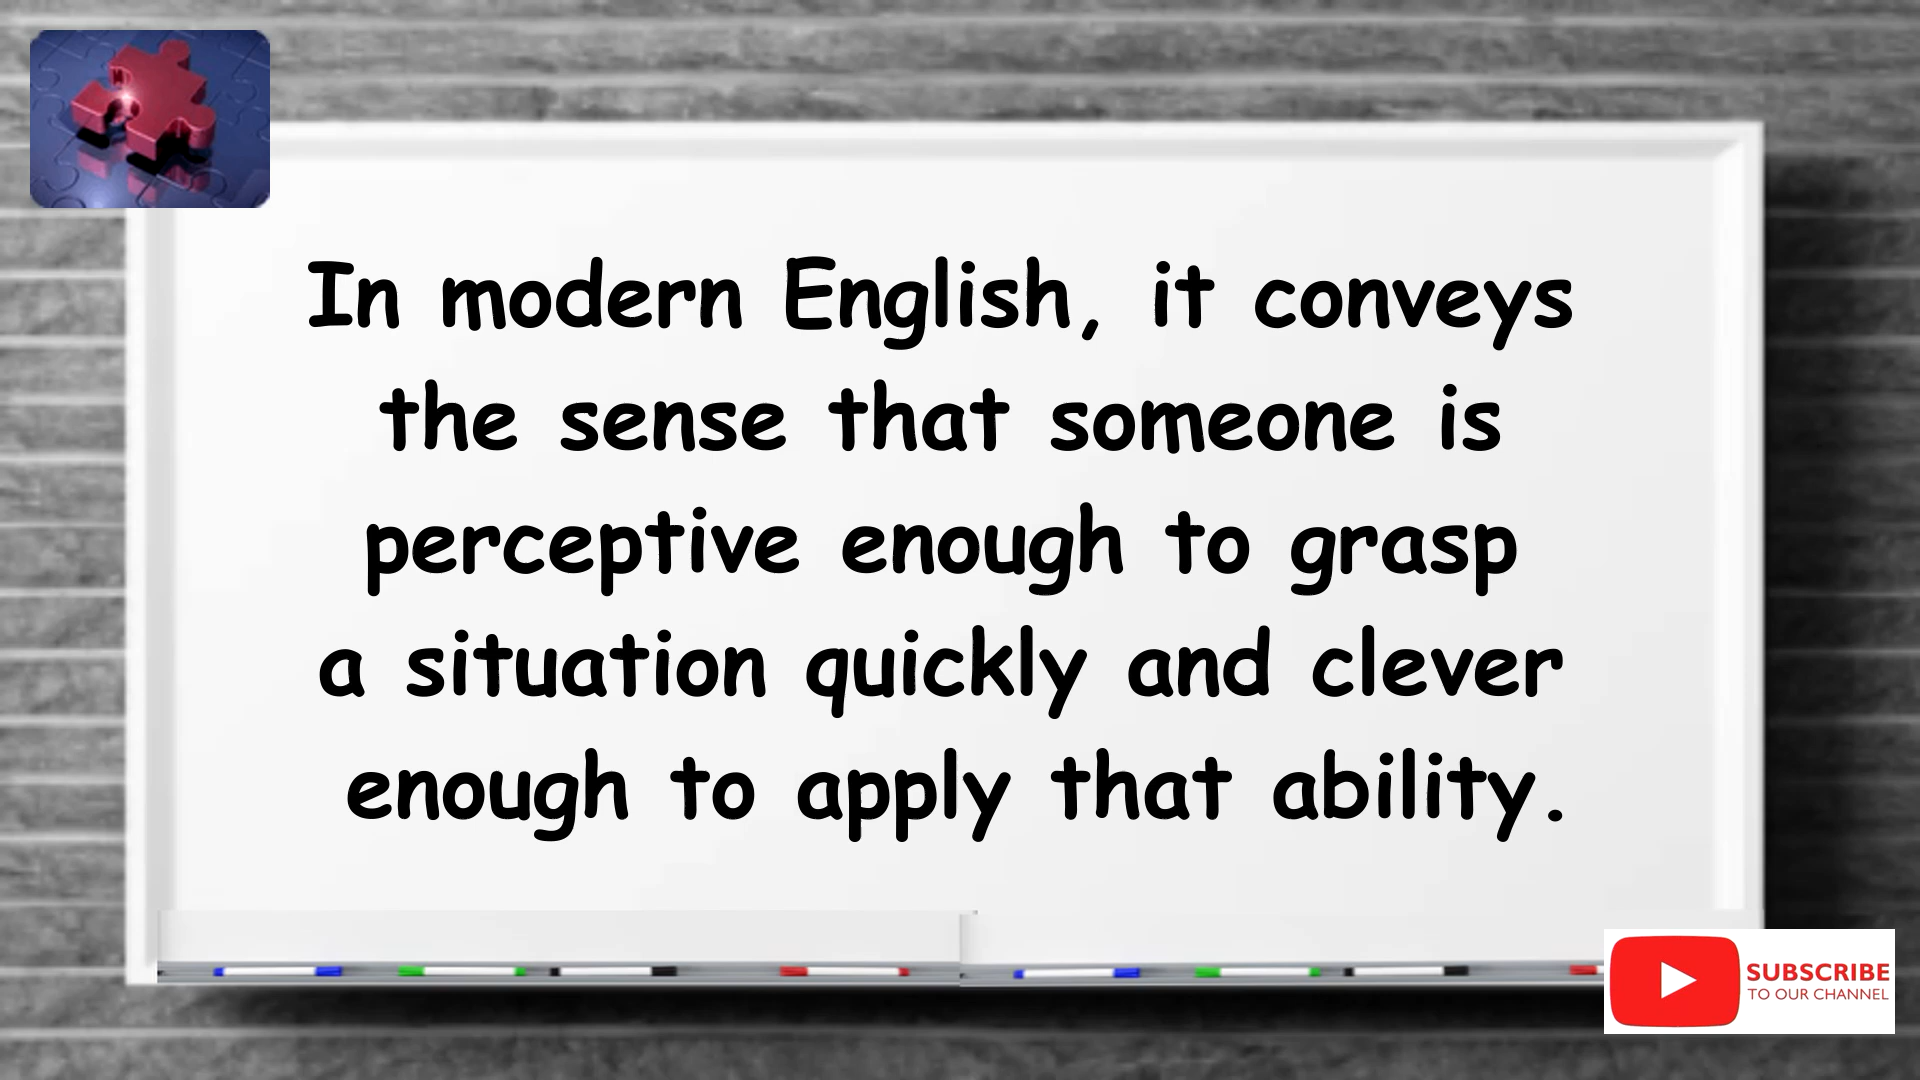 In modern English, it conveys
the sense that someone is
perceptive enough to grasp
a situation quickly and clever
enough to apply that ability.
SUBSCRIBE
TO OUR CHANNEL